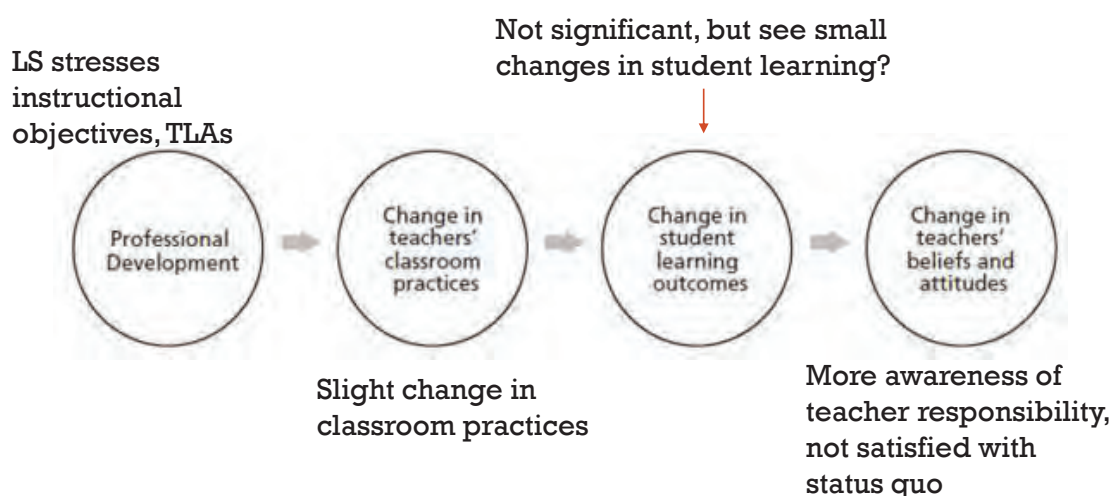 Not significant, but see small
changes in student learning?
LS stresses
instructional
objectives, TLAs
Professional
Development
Change in
teachers'
classroom
practices
Change in
student
learning
outcomes
Change in
teachers'
beliefs and
attitudes
Slight change in
classroom practices
More awareness of
teacher responsibility,
not satisfied with
status quo